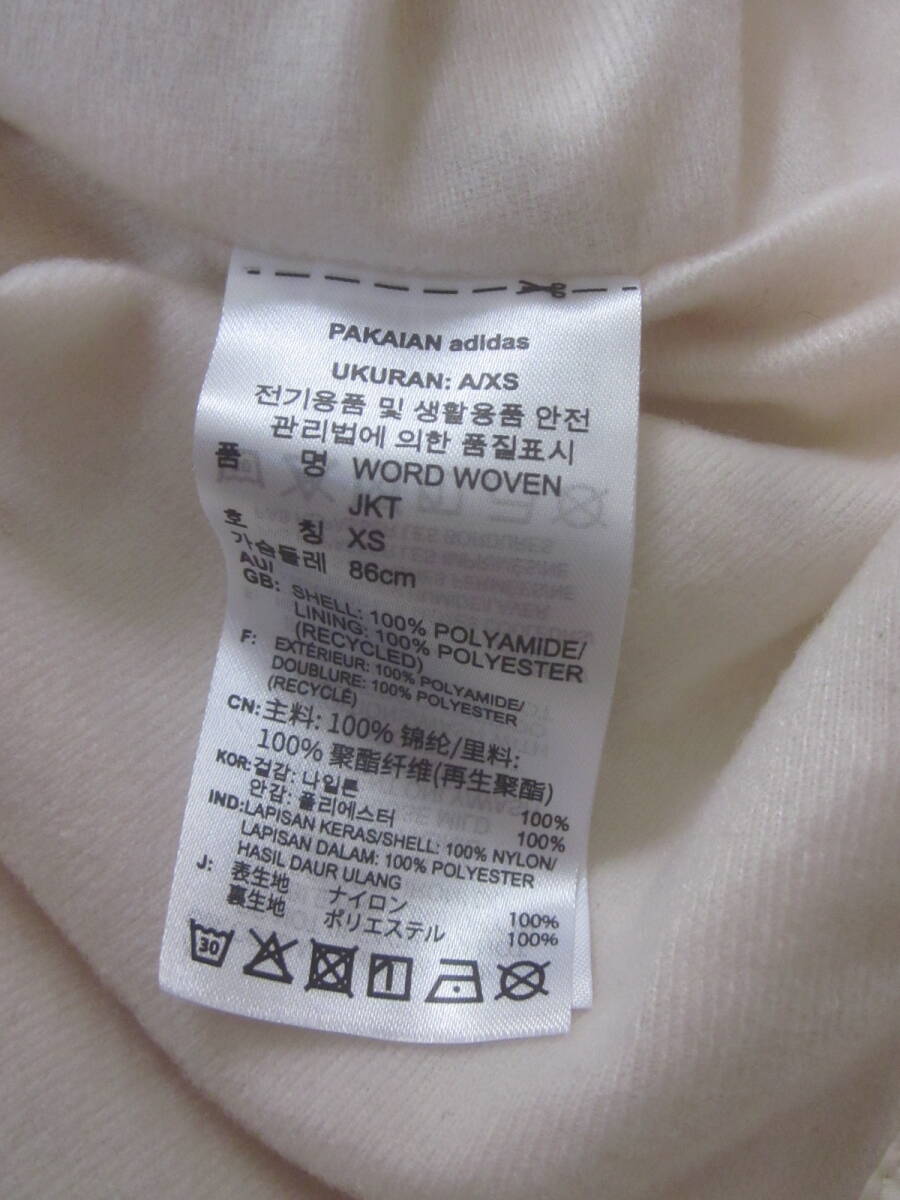 PAKAIAN adidas
UKURAN: A/XS
전기용품 및 생활용품 안전
관리법에 의한 품질표시
품 명 WORD WOVEN
JKT
호 칭 XS
가슴둘레 86cm
AU/
GB: SHELL: 100% POLYAMIDE/
LINING: 100% POLYESTER
(RECYCLED)
F: EXTÉRIEUR: 100% POLYAMIDE/
DOUBLURE: 100% POLYESTER
(RECYCLÉ)
CN: 主料: 100% 锦纶/里料:
100% 聚酯纤维(再生聚酯)
KOR: 겉감: 나일론 100%
안감: 폴리에스터 100%
IND: LAPISAN KERAS/SHELL: 100% NYLON/
LAPISAN DALAM: 100% POLYESTER
HASIL DAUR ULANG
J: 表生地 ナイロン 100%
裏生地 ポリエステル 100%
30